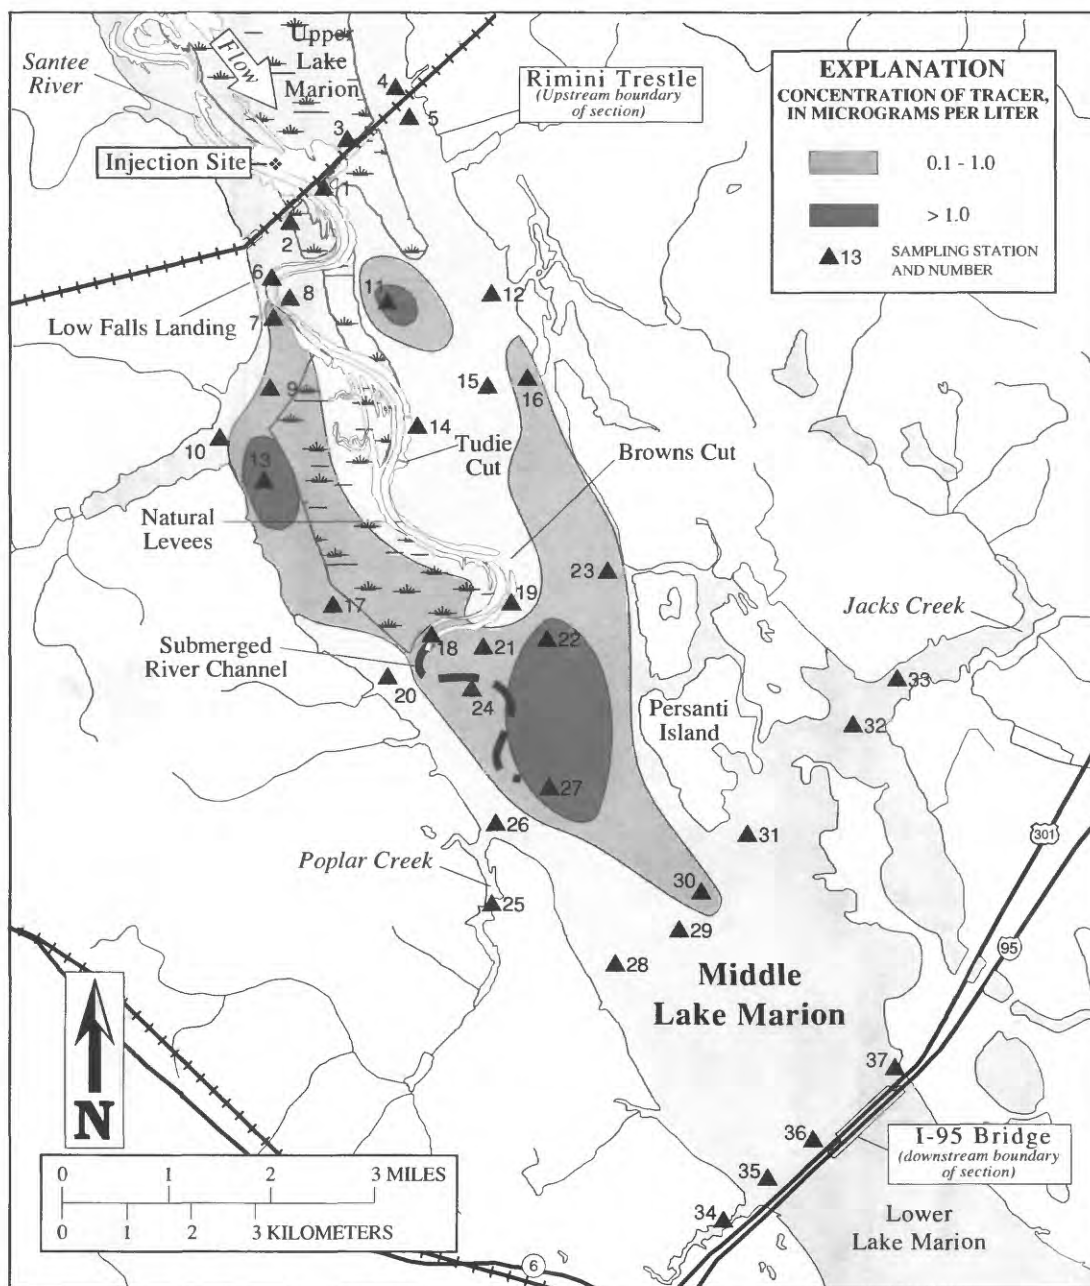 Santee
River
Flow
Upper
Lake
Marion
4
Rimini Trestle
(Upstream boundary
of section)
5
3
Injection Site
1
2
EXPLANATION
CONCENTRATION OF TRACER,
IN MICROGRAMS PER LITER
0.1 - 1.0
> 1.0
13 SAMPLING STATION
AND NUMBER
6
8
11
12
Low Falls Landing
7
9
15
16
10
14
Tudie
Cut
Browns Cut
13
Natural
Levees
23
17
19
Jacks Creek
Submerged
River Channel
18
21
22
20
24
33
Persanti
Island
32
27
26
31
301
Poplar Creek
30
25
29
95
28
Middle
Lake Marion
37
N
36
I-95 Bridge
(downstream boundary
of section)
0 1 2 3 MILES
0 1 2 3 KILOMETERS
35
34
Lower
Lake Marion
6